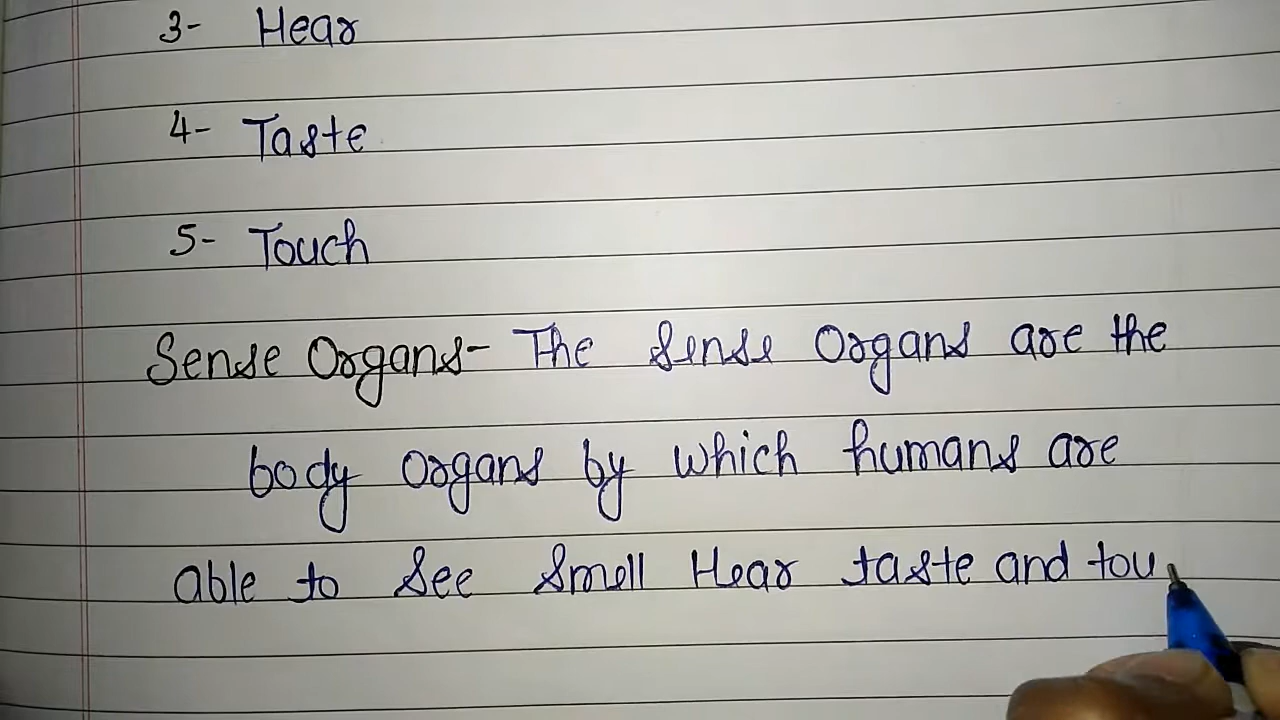 3- Hear
4- Taste
5- Touch
Sense Organs- The Sense Organs are the
body Organs by which humans are
able to See Smell Hear taste and tou